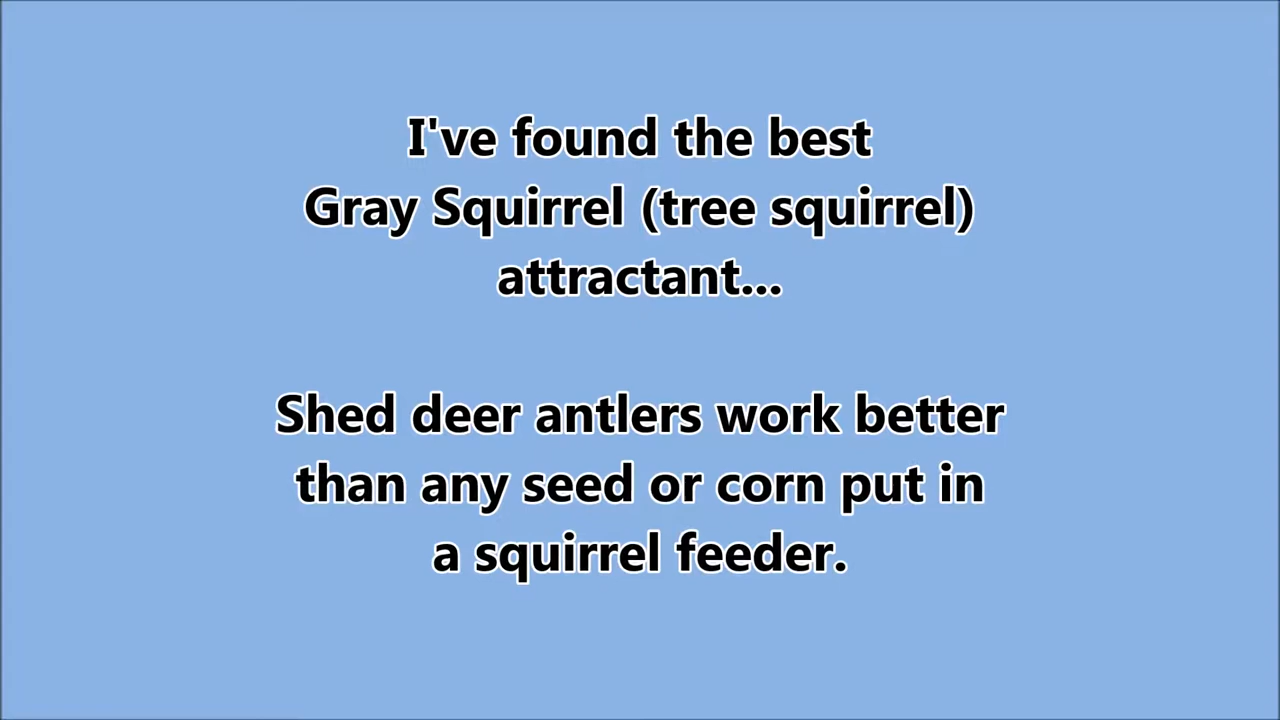 I've found the best
Gray Squirrel (tree squirrel)
attractant...
Shed deer antlers work better
than any seed or corn put in
a squirrel feeder.